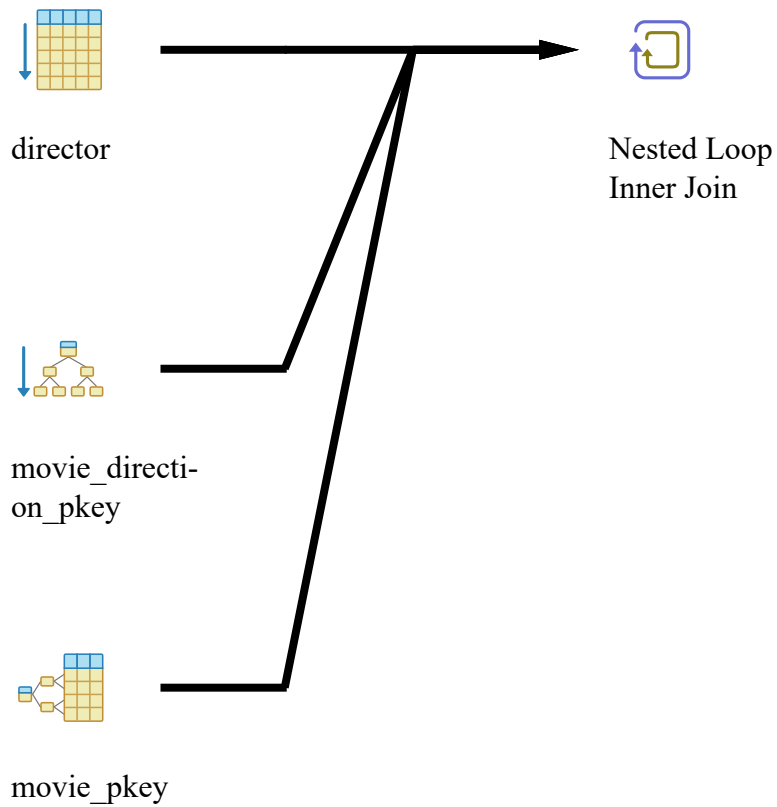 director
Nested Loop
Inner Join
movie_directi-
on_pkey
movie_pkey